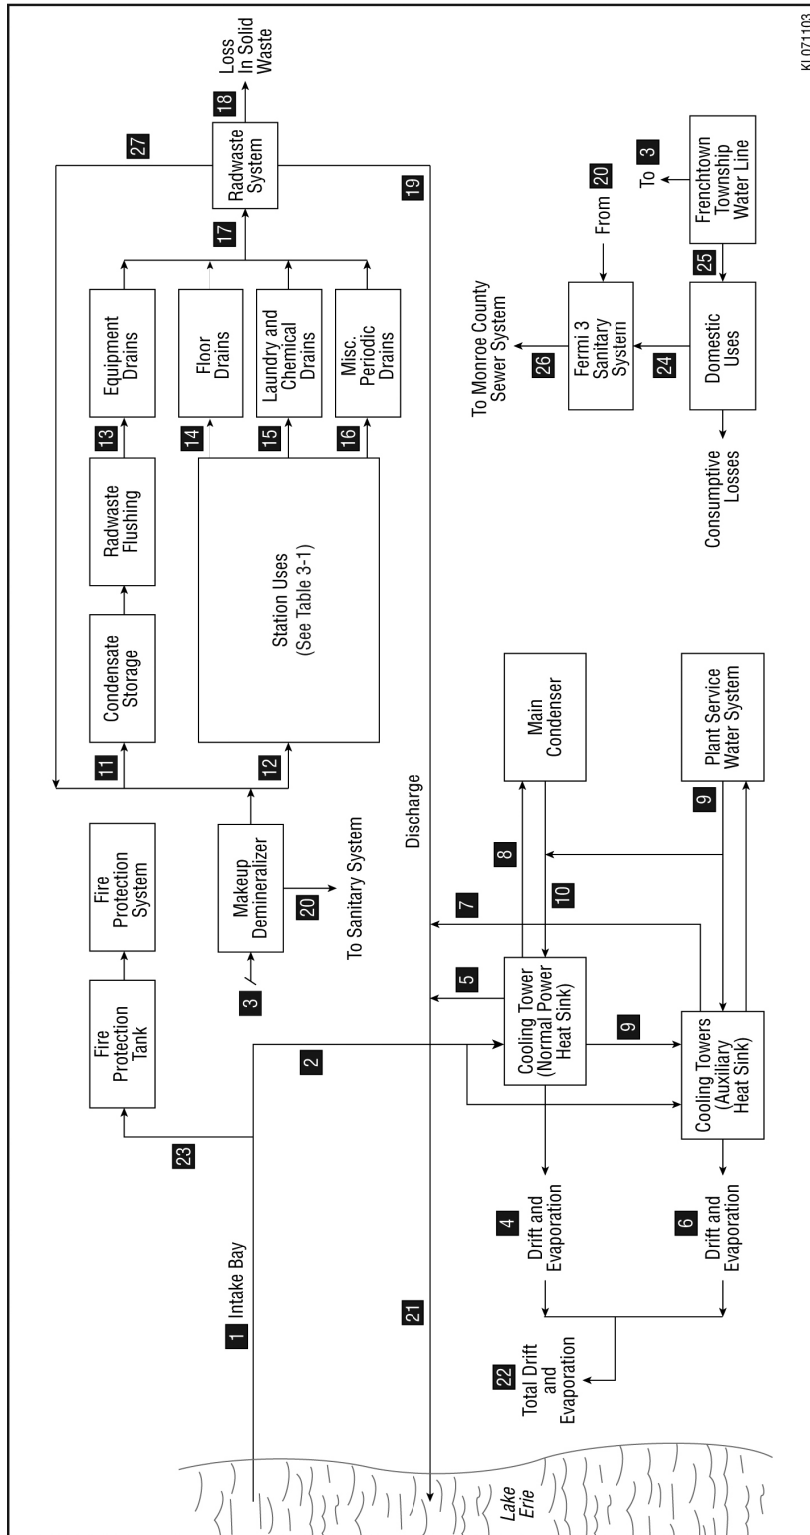 27
Fire
Protection
Tank
Fire
Protection
System
11
Condensate
Storage
Radwaste
Flushing
13
Equipment
Drains
23
Loss
In Solid
Waste
18
Radwaste
System
17
14
Floor
Drains
1 Intake Bay
2
3
Makeup
Demineralizer
20
To Sanitary System
12
Station Uses
(See Table 3-1)
15
Laundry and
Chemical
Drains
16
Misc.
Periodic
Drains
19
21
Discharge
Lake
Erie
22
Total Drift
and
Evaporation
4
Drift and
Evaporation
5
7
8
10
Cooling Tower
(Normal Power
Heat Sink)
Main
Condenser
9
6
Drift and
Evaporation
Cooling Towers
(Auxiliary
Heat Sink)
9
Plant Service
Water System
To Monroe County
Sewer System
26
Fermi 3
Sanitary
System
From 20
24
Consumptive
Losses
Domestic
Uses
25
To 3
Frenchtown
Township
Water Line
KL071103